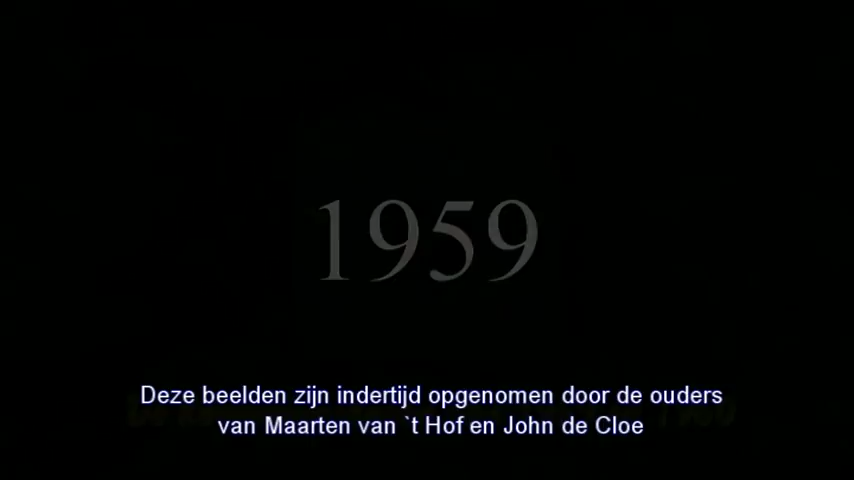 1959
Deze beelden zijn indertijd opgenomen door de ouders
van Maarten van `t Hof en John de Cloe